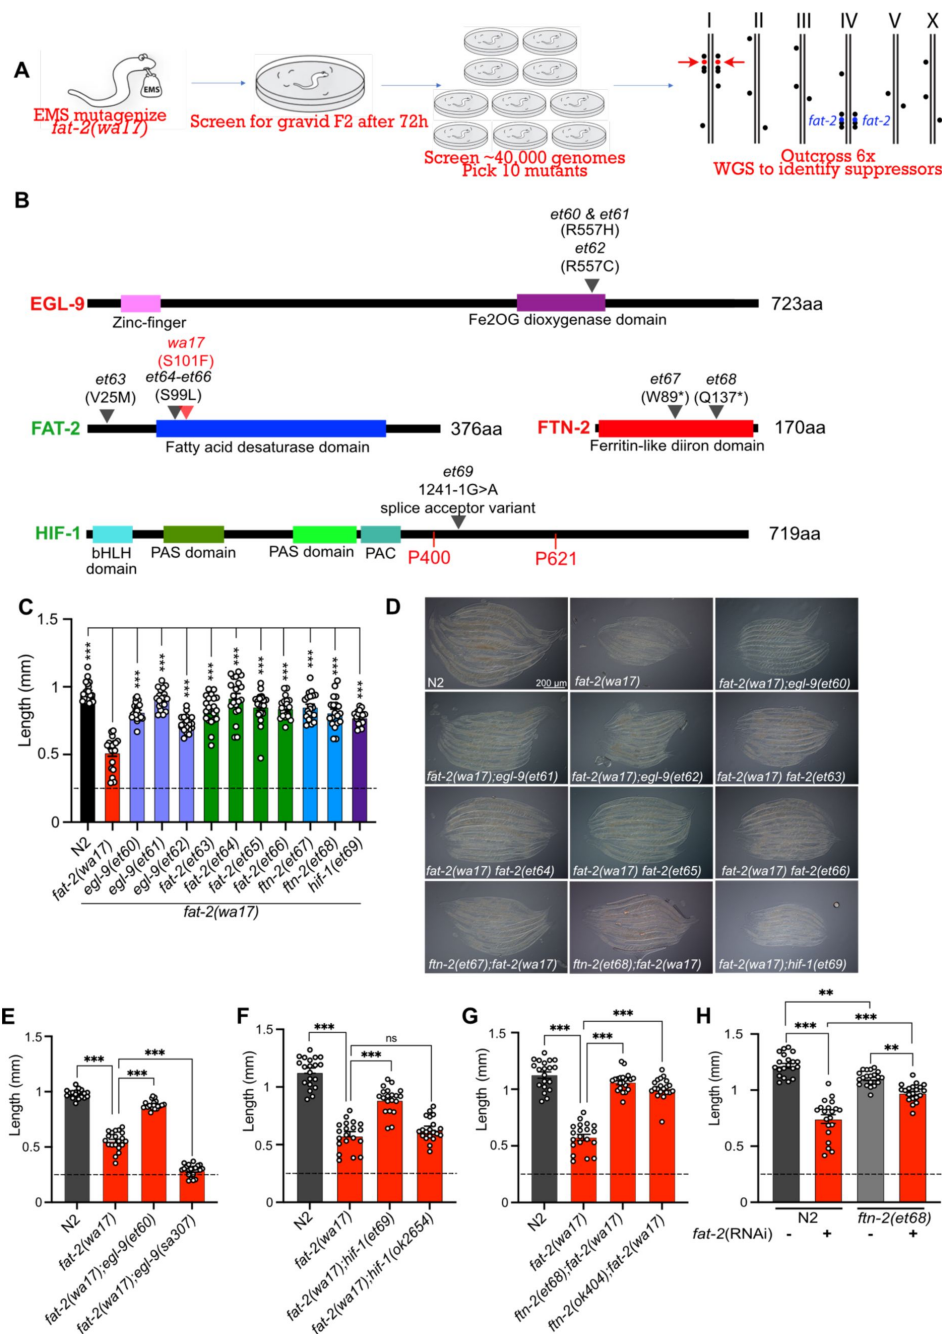 A
EMS
EMS mutagenize
fat-2(wa17)
Screen for gravid F2 after 72h
Screen ~40,000 genomes
Pick 10 mutants
I II III IV V X
fat-2 fat-2
Outcross 6x
WGS to identify suppressors
B
et60 & et61
(R557H)
et62
(R557C)
EGL-9
723aa
Zinc-finger
Fe2OG dioxygenase domain
wa17
(S101F)
et63
(V25M)
et64-et66
(S99L)
et67
(W89*)
et68
(Q137*)
FAT-2
376aa
Fatty acid desaturase domain
FTN-2
170aa
Ferritin-like diiron domain
et69
1241-1G>A
splice acceptor variant
HIF-1
719aa
bHLH
domain
PAS domain
PAS domain
PAC
P400
P621
C
Length (mm)
1.5
1
0.5
0
*** *** *** *** *** *** *** *** *** *** ***
N2
fat-2(wa17)
egl-9(et60)
egl-9(et61)
egl-9(et62)
fat-2(et63)
fat-2(et64)
fat-2(et65)
fat-2(et66)
ftn-2(et67)
ftn-2(et68)
hif-1(et69)
fat-2(wa17)
D
N2
200 µm
fat-2(wa17)
fat-2(wa17);egl-9(et60)
fat-2(wa17);egl-9(et61)
fat-2(wa17);egl-9(et62)
fat-2(wa17) fat-2(et63)
fat-2(wa17) fat-2(et64)
fat-2(wa17) fat-2(et65)
fat-2(wa17) fat-2(et66)
ftn-2(et67);fat-2(wa17)
ftn-2(et68);fat-2(wa17)
fat-2(wa17);hif-1(et69)
E
Length (mm)
1.5
1
0.5
0
***
***
***
N2
fat-2(wa17)
fat-2(wa17);egl-9(et60)
fat-2(wa17);egl-9(sa307)
F
Length (mm)
1.5
1
0.5
0
***
ns
***
N2
fat-2(wa17)
fat-2(wa17);hif-1(et69)
fat-2(wa17);hif-1(ok2654)
G
Length (mm)
1.5
1
0.5
0
***
***
***
N2
fat-2(wa17)
ftn-2(et68);fat-2(wa17)
ftn-2(ok404);fat-2(wa17)
H
Length (mm)
1.5
1
0.5
0
**
***
***
**
N2
ftn-2(et68)
fat-2(RNAi) - + - +